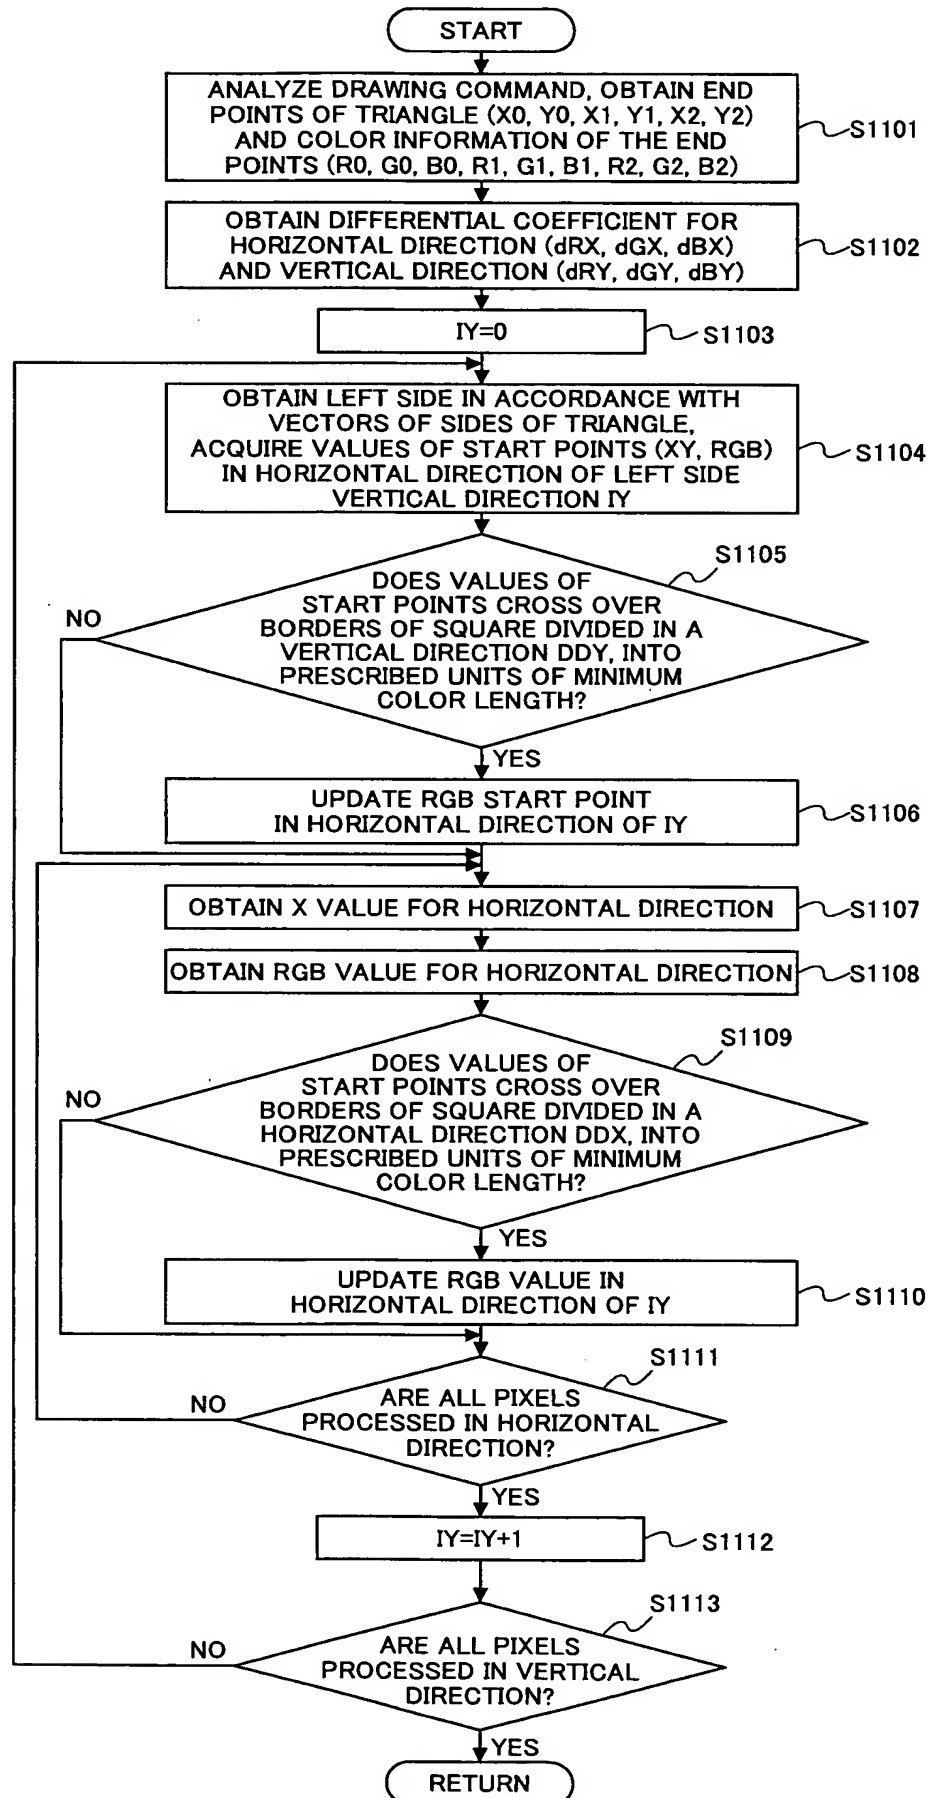 START
ANALYZE DRAWING COMMAND, OBTAIN END
POINTS OF TRIANGLE (X0, Y0, X1, Y1, X2, Y2)
AND COLOR INFORMATION OF THE END
POINTS (R0, G0, B0, R1, G1, B1, R2, G2, B2)
S1101
OBTAIN DIFFERENTIAL COEFFICIENT FOR
HORIZONTAL DIRECTION (dRX, dGX, dBX)
AND VERTICAL DIRECTION (dRY, dGY, dBY)
S1102
IY=0
S1103
OBTAIN LEFT SIDE IN ACCORDANCE WITH
VECTORS OF SIDES OF TRIANGLE,
ACQUIRE VALUES OF START POINTS (XY, RGB)
IN HORIZONTAL DIRECTION OF LEFT SIDE
VERTICAL DIRECTION IY
S1104
S1105
DOES VALUES OF
START POINTS CROSS OVER
BORDERS OF SQUARE DIVIDED IN A
VERTICAL DIRECTION DDY, INTO
PRESCRIBED UNITS OF MINIMUM
COLOR LENGTH?
NO
YES
UPDATE RGB START POINT
IN HORIZONTAL DIRECTION OF IY
S1106
OBTAIN X VALUE FOR HORIZONTAL DIRECTION
S1107
OBTAIN RGB VALUE FOR HORIZONTAL DIRECTION
S1108
S1109
DOES VALUES OF
START POINTS CROSS OVER
BORDERS OF SQUARE DIVIDED IN A
HORIZONTAL DIRECTION DDX, INTO
PRESCRIBED UNITS OF MINIMUM
COLOR LENGTH?
NO
YES
UPDATE RGB VALUE IN
HORIZONTAL DIRECTION OF IY
S1110
S1111
ARE ALL PIXELS
PROCESSED IN HORIZONTAL
DIRECTION?
NO
YES
IY=IY+1
S1112
S1113
ARE ALL PIXELS
PROCESSED IN VERTICAL
DIRECTION?
NO
YES
RETURN